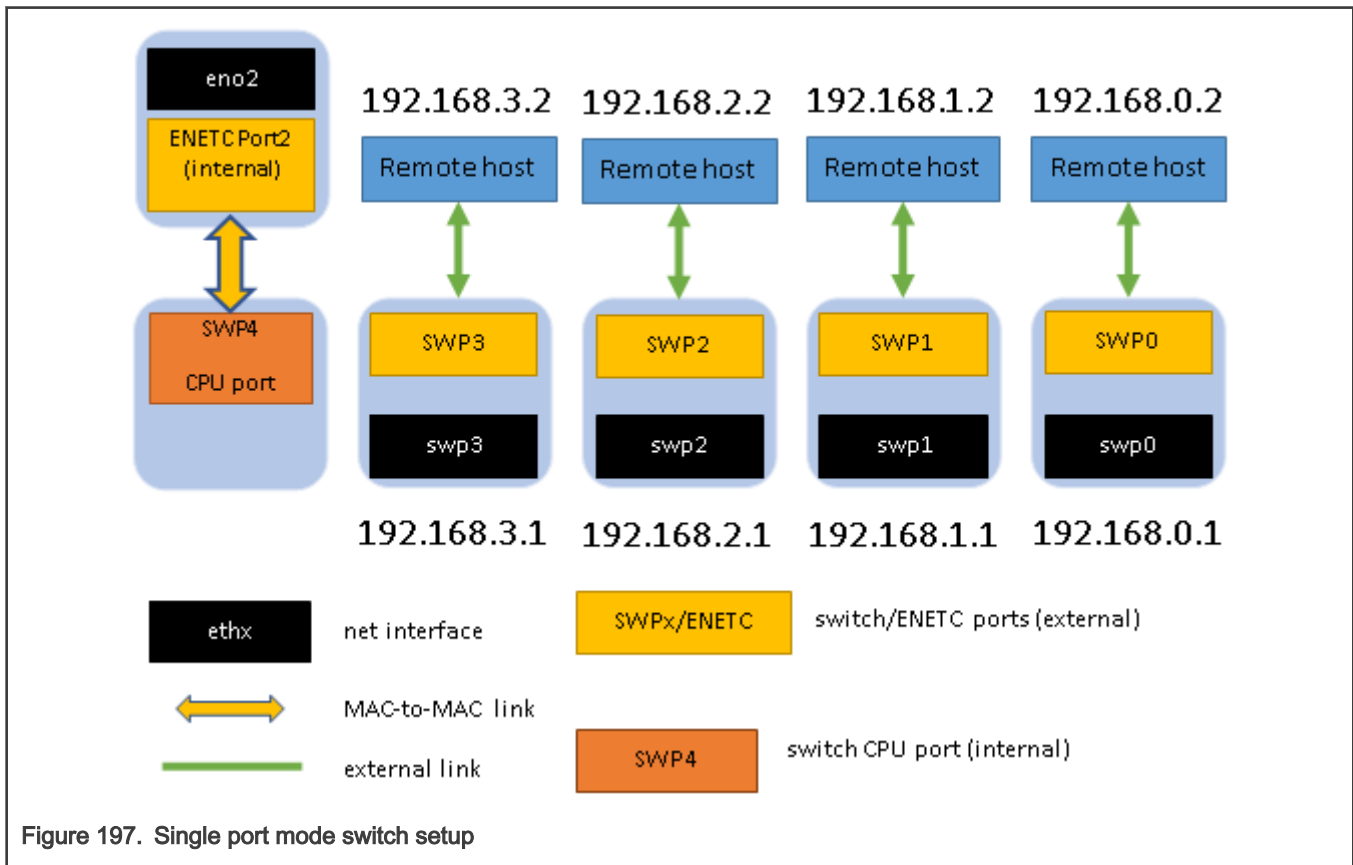 eno2
ENETC Port2
(internal)
192.168.3.2
192.168.2.2
192.168.1.2
192.168.0.2
Remote host
Remote host
Remote host
Remote host
SWP4
CPU port
SWP3
SWP2
SWP1
SWP0
swp3
swp2
swp1
swp0
192.168.3.1
192.168.2.1
192.168.1.1
192.168.0.1
ethx
net interface
SWPx/ENETC
switch/ENETC ports (external)
MAC-to-MAC link
external link
SWP4
switch CPU port (internal)
Figure 197. Single port mode switch setup